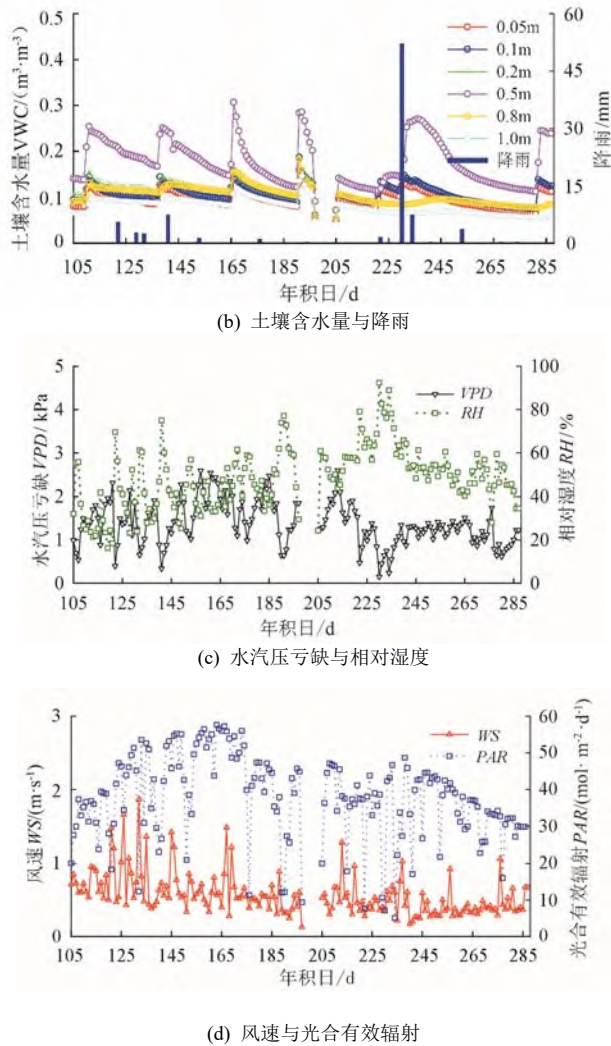 0.5
0.4
0.3
0.2
0.1
0
60
45
30
15
0
土壤含水量VWC/(m³·m⁻³)
降雨/mm
0.05m
0.1m
0.2m
0.5m
0.8m
1.0m
降雨
105 125 145 165 185 205 225 245 265 285
年积日/d
(b) 土壤含水量与降雨
5
4
3
2
1
0
100
80
60
40
20
0
水汽压亏缺VPD/ kPa
相对湿度RH/%
VPD
RH
105 125 145 165 185 205 225 245 265 285
年积日/d
(c) 水汽压亏缺与相对湿度
3
2
1
0
60
50
40
30
20
10
0
风速WS/(m·s⁻¹)
光合有效辐射PAR/(mol· m⁻²·d⁻¹)
WS
PAR
105 125 145 165 185 205 225 245 265 285
年积日/d
(d) 风速与光合有效辐射